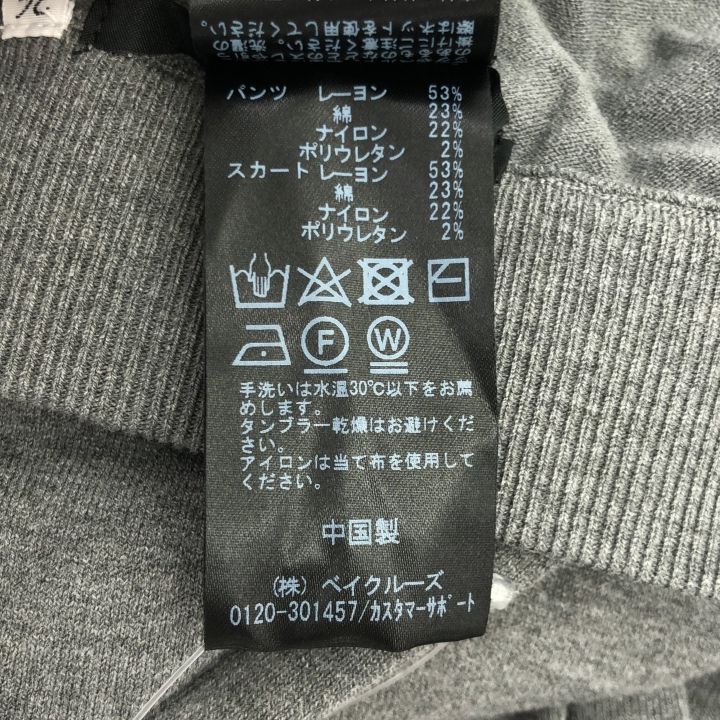 パンツ レーヨン 53%
綿 23%
ナイロン 22%
ポリウレタン 2%
スカート レーヨン 53%
綿 23%
ナイロン 22%
ポリウレタン 2%
F W
手洗いは水温30℃以下をお薦
めします。
タンブラー乾燥はお避けくだ
さい。
アイロンは当て布を使用して
ください。
中国製
(株) ベイクルーズ
0120-301457/カスタマーサポート